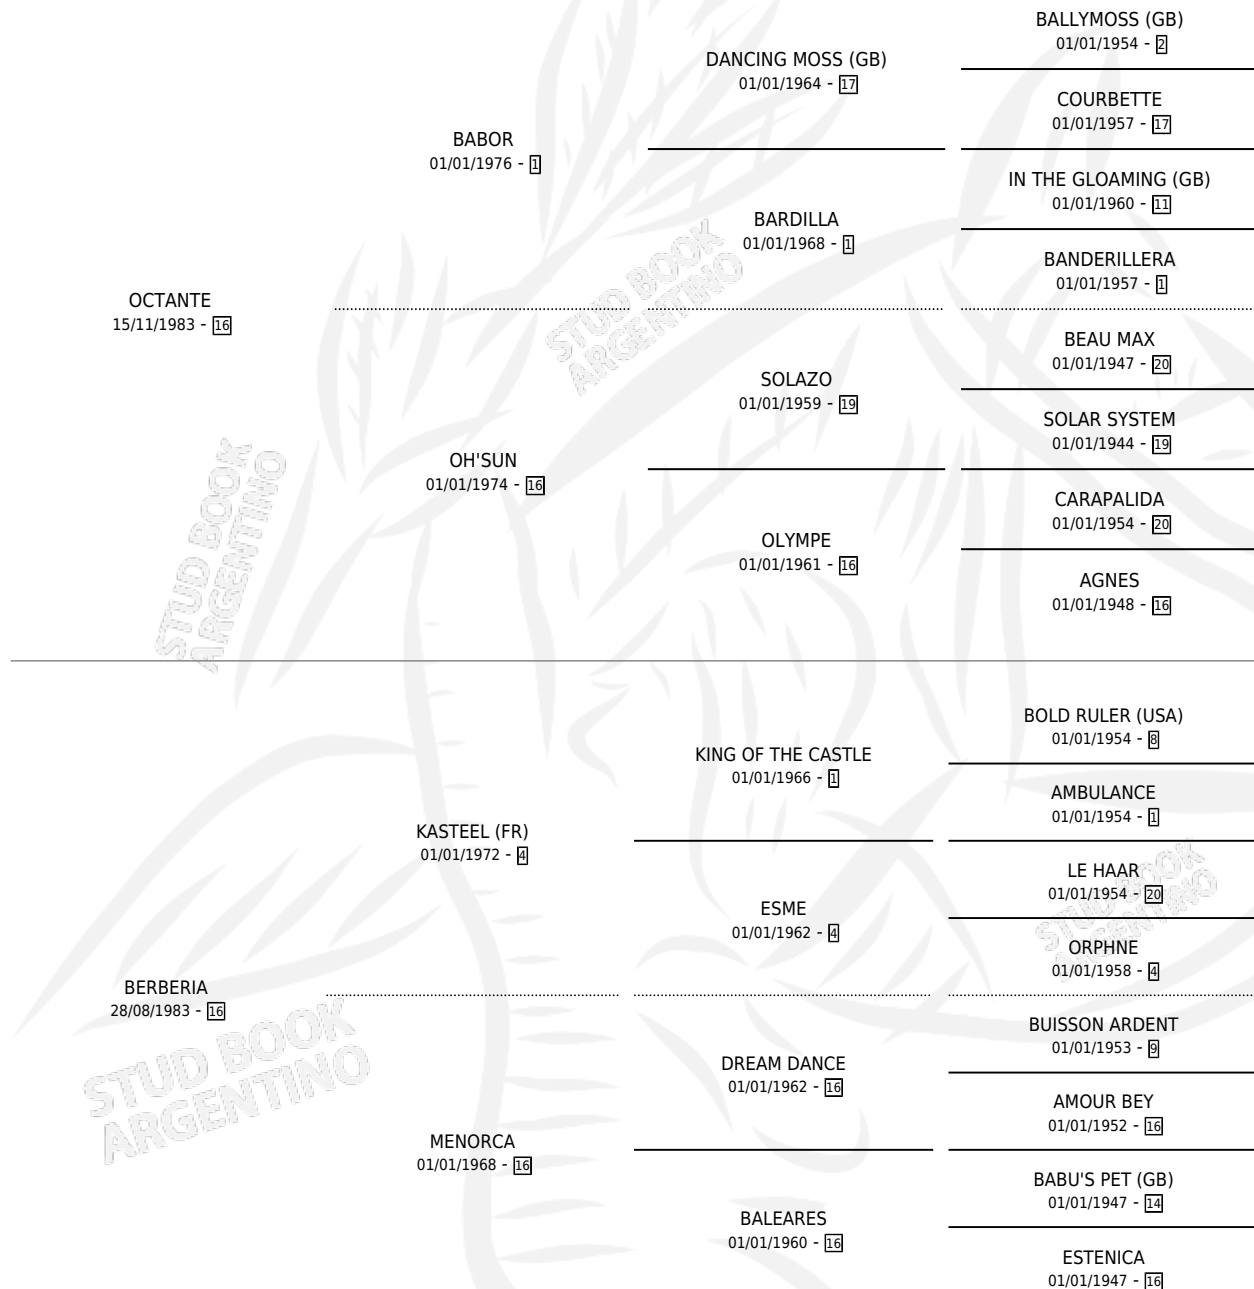 BALLYMOSS (GB)
01/01/1954 - 2
DANCING MOSS (GB)
01/01/1964 - 17
COURBETTE
01/01/1957 - 17
BABOR
01/01/1976 - 1
IN THE GLOAMING (GB)
01/01/1960 - 11
BARDILLA
01/01/1968 - 1
BANDERILLERA
01/01/1957 - 1
OCTANTE
15/11/1983 - 16
BEAU MAX
01/01/1947 - 20
SOLAZO
01/01/1959 - 19
SOLAR SYSTEM
01/01/1944 - 19
OH'SUN
01/01/1974 - 16
CARAPALIDA
01/01/1954 - 20
OLYMPE
01/01/1961 - 16
AGNES
01/01/1948 - 16
STUD BOOK
ARGENTINO
STUD BOOK
ARGENTINO
BOLD RULER (USA)
01/01/1954 - 8
KING OF THE CASTLE
01/01/1966 - 1
AMBULANCE
01/01/1954 - 1
KASTEEL (FR)
01/01/1972 - 4
LE HAAR
01/01/1954 - 20
ESME
01/01/1962 - 4
ORPHNE
01/01/1958 - 4
STUD BOOK
ARGENTINO
BERBERIA
28/08/1983 - 16
BUISSON ARDENT
01/01/1953 - 9
DREAM DANCE
01/01/1962 - 16
AMOUR BEY
01/01/1952 - 16
MENORCA
01/01/1968 - 16
BABU'S PET (GB)
01/01/1947 - 14
BALEARES
01/01/1960 - 16
ESTENICA
01/01/1947 - 16
STUD BOOK
ARGENTINO